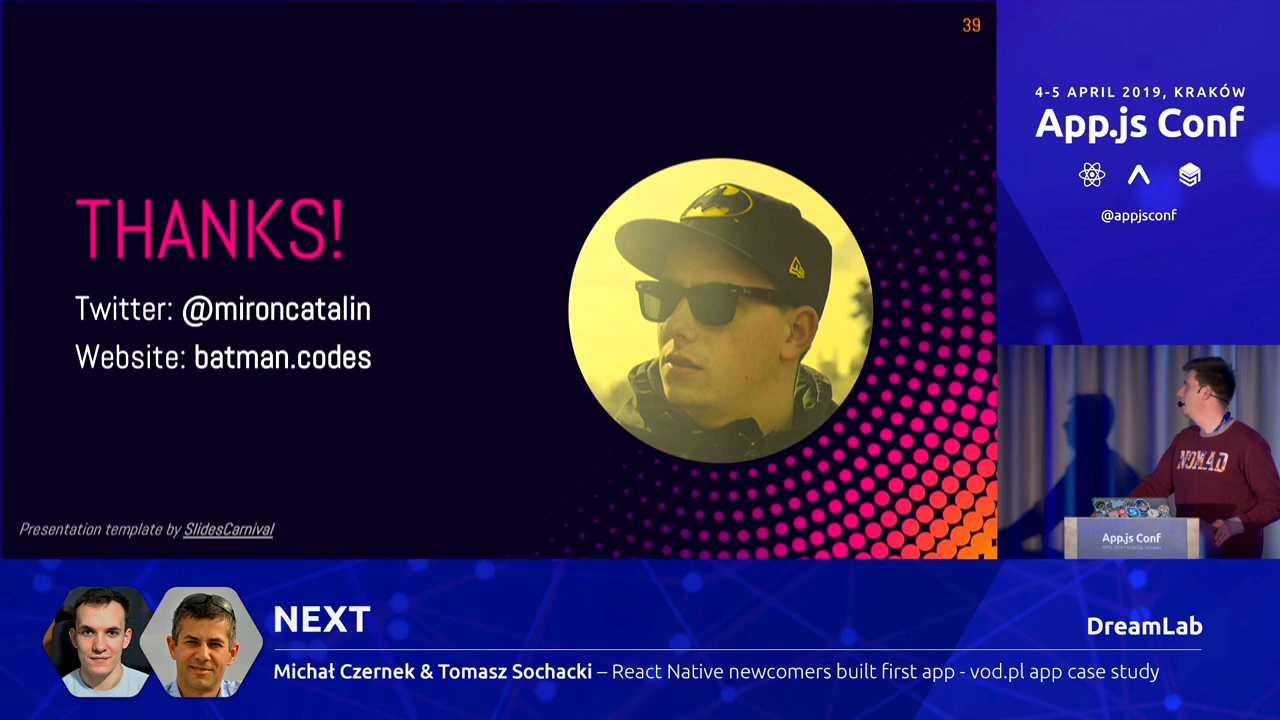 39
THANKS!
Twitter: @mironcatalin
Website: batman.codes
Presentation template by SlidesCarnival
4-5 APRIL 2019, KRAKÓW
App.js Conf
@appjsconf
NOMAD
App.js Conf
NEXT
DreamLab
Michał Czernek & Tomasz Sochacki – React Native newcomers built first app - vod.pl app case study